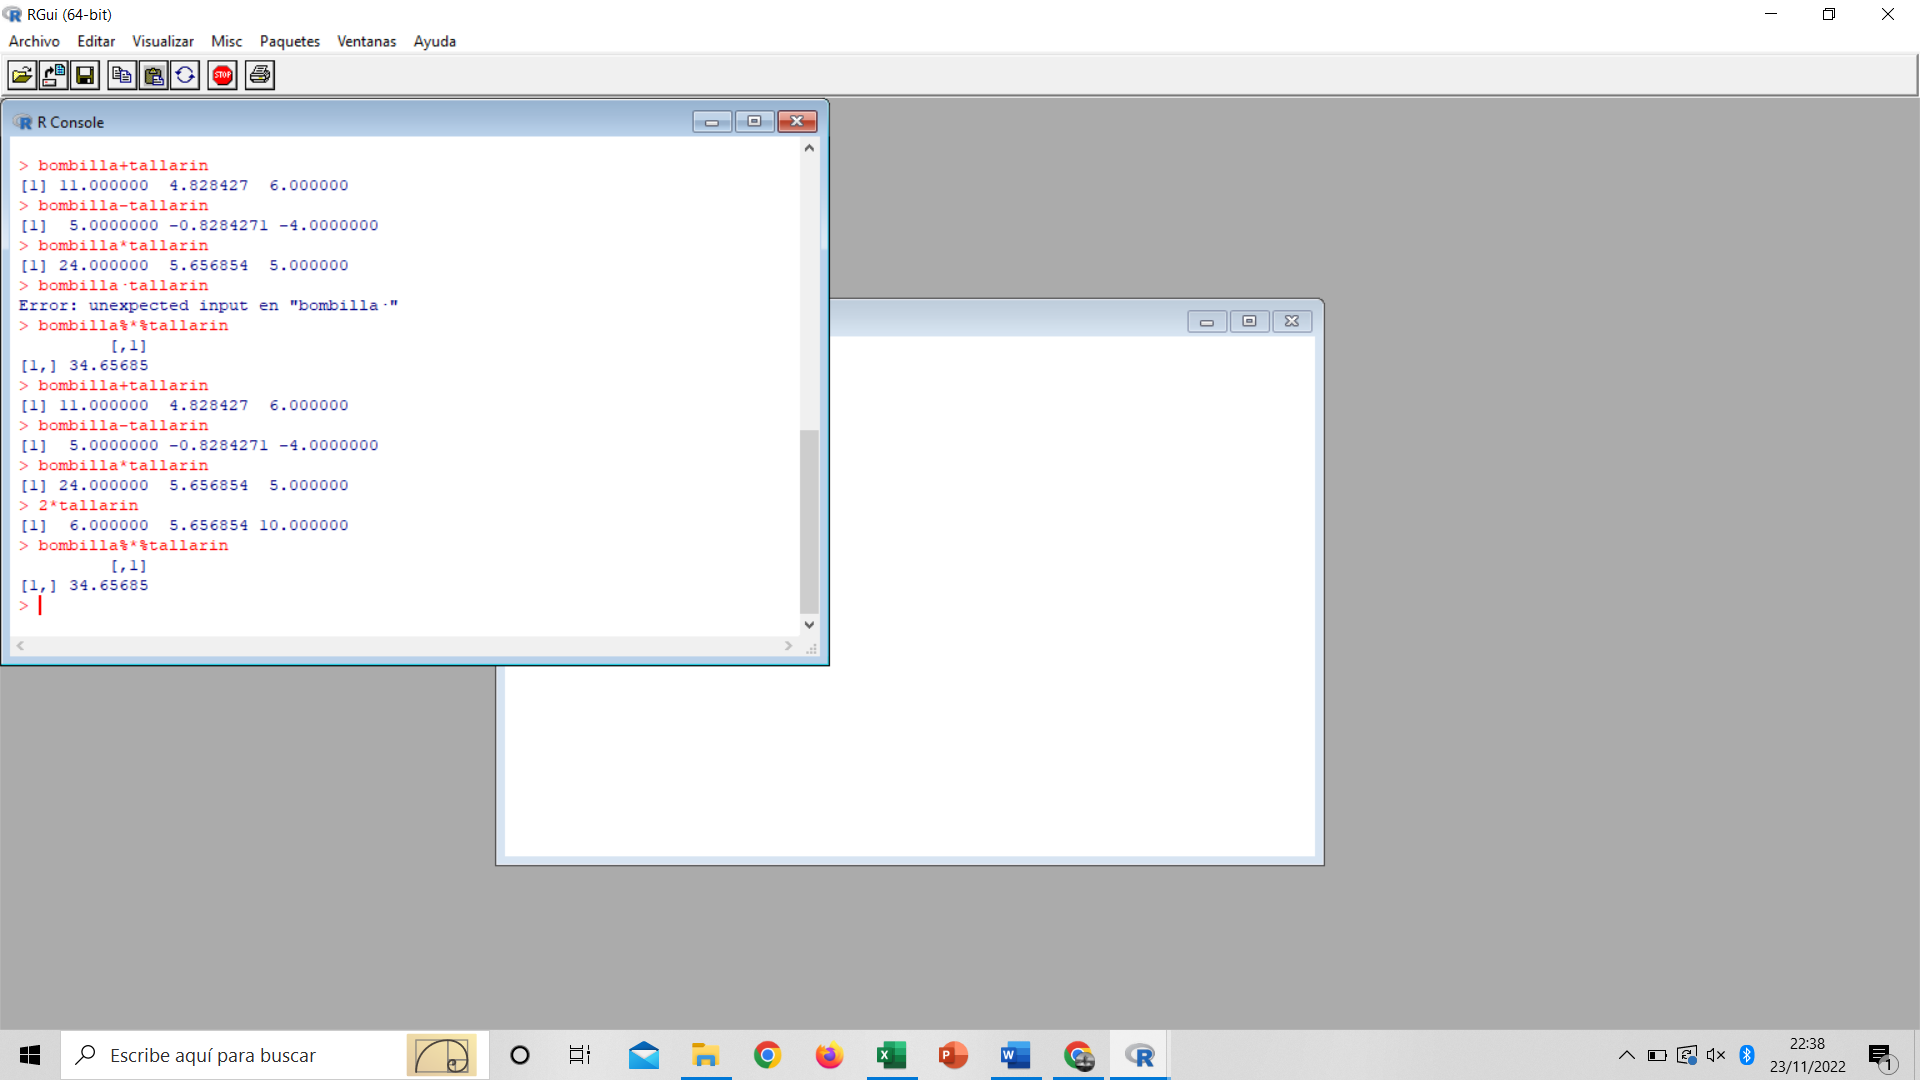 RGui (64-bit)
Archivo Editar Visualizar Misc Paquetes Ventanas Ayuda
STOP
R Console
> bombilla+tallarin
[1] 11.000000  4.828427  6.000000
> bombilla-tallarin
[1]  5.0000000 -0.8284271 -4.0000000
> bombilla*tallarin
[1] 24.000000  5.656854  5.000000
> bombilla·tallarin
Error: unexpected input en "bombilla·"
> bombilla%*%tallarin
         [,1]
[1,] 34.65685
> bombilla+tallarin
[1] 11.000000  4.828427  6.000000
> bombilla-tallarin
[1]  5.0000000 -0.8284271 -4.0000000
> bombilla*tallarin
[1] 24.000000  5.656854  5.000000
> 2*tallarin
[1]  6.000000  5.656854 10.000000
> bombilla%*%tallarin
         [,1]
[1,] 34.65685
>
Escribe aquí para buscar
22:38
23/11/2022
1